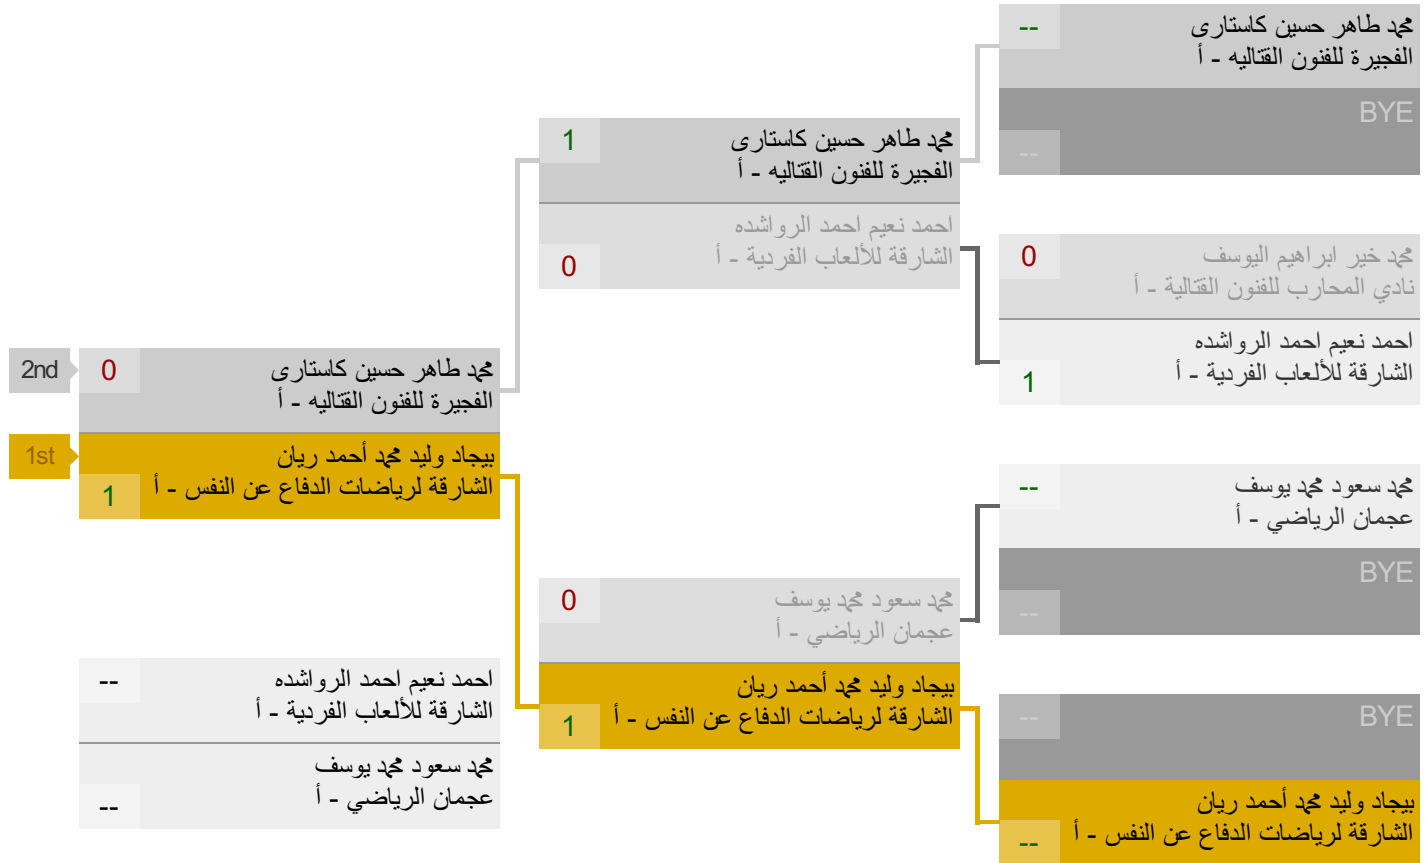 --
محمد طاهر حسين كاستارى
الفجيرة للفنون القتاليه - أ
BYE
--
0
محمد خير ابراهيم اليوسف
نادي المحارب للفنون القتالية - أ
احمد نعيم احمد الرواشده
الشارقة للألعاب الفردية - أ
1
--
محمد سعود محمد يوسف
عجمان الرياضي - أ
BYE
--
BYE
--
بيجاد وليد محمد أحمد ريان
الشارقة لرياضات الدفاع عن النفس - أ
--
1
محمد طاهر حسين كاستارى
الفجيرة للفنون القتاليه - أ
احمد نعيم احمد الرواشده
الشارقة للألعاب الفردية - أ
0
0
محمد سعود محمد يوسف
عجمان الرياضي - أ
بيجاد وليد محمد أحمد ريان
الشارقة لرياضات الدفاع عن النفس - أ
1
2nd
0
محمد طاهر حسين كاستارى
الفجيرة للفنون القتاليه - أ
1st
بيجاد وليد محمد أحمد ريان
الشارقة لرياضات الدفاع عن النفس - أ
1
--
احمد نعيم احمد الرواشده
الشارقة للألعاب الفردية - أ
محمد سعود محمد يوسف
عجمان الرياضي - أ
--